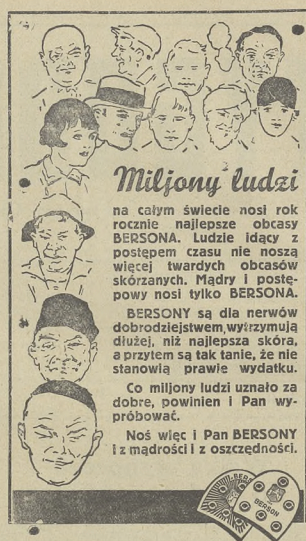 Miljony ludzi
na całym świecie nosi rok
rocznie najlepsze obcasy
BERSONA. Ludzie idący z
postępem czasu nie noszą
więcej twardych obcasów
skórzanych. Mądry i postę-
powy nosi tylko BERSONA.
BERSONY są dla nerwów
dobrodziejstwem, wytrzymują
dłużej, niż najlepsza skóra,
a przytem są tak tanie, że nie
stanowią prawie wydatku.
Co miljony ludzi uznało za
dobre, powinien i Pan wy-
próbować.
Noś więc i Pan BERSONY
i z mądrości i z oszczędności.
BERSON